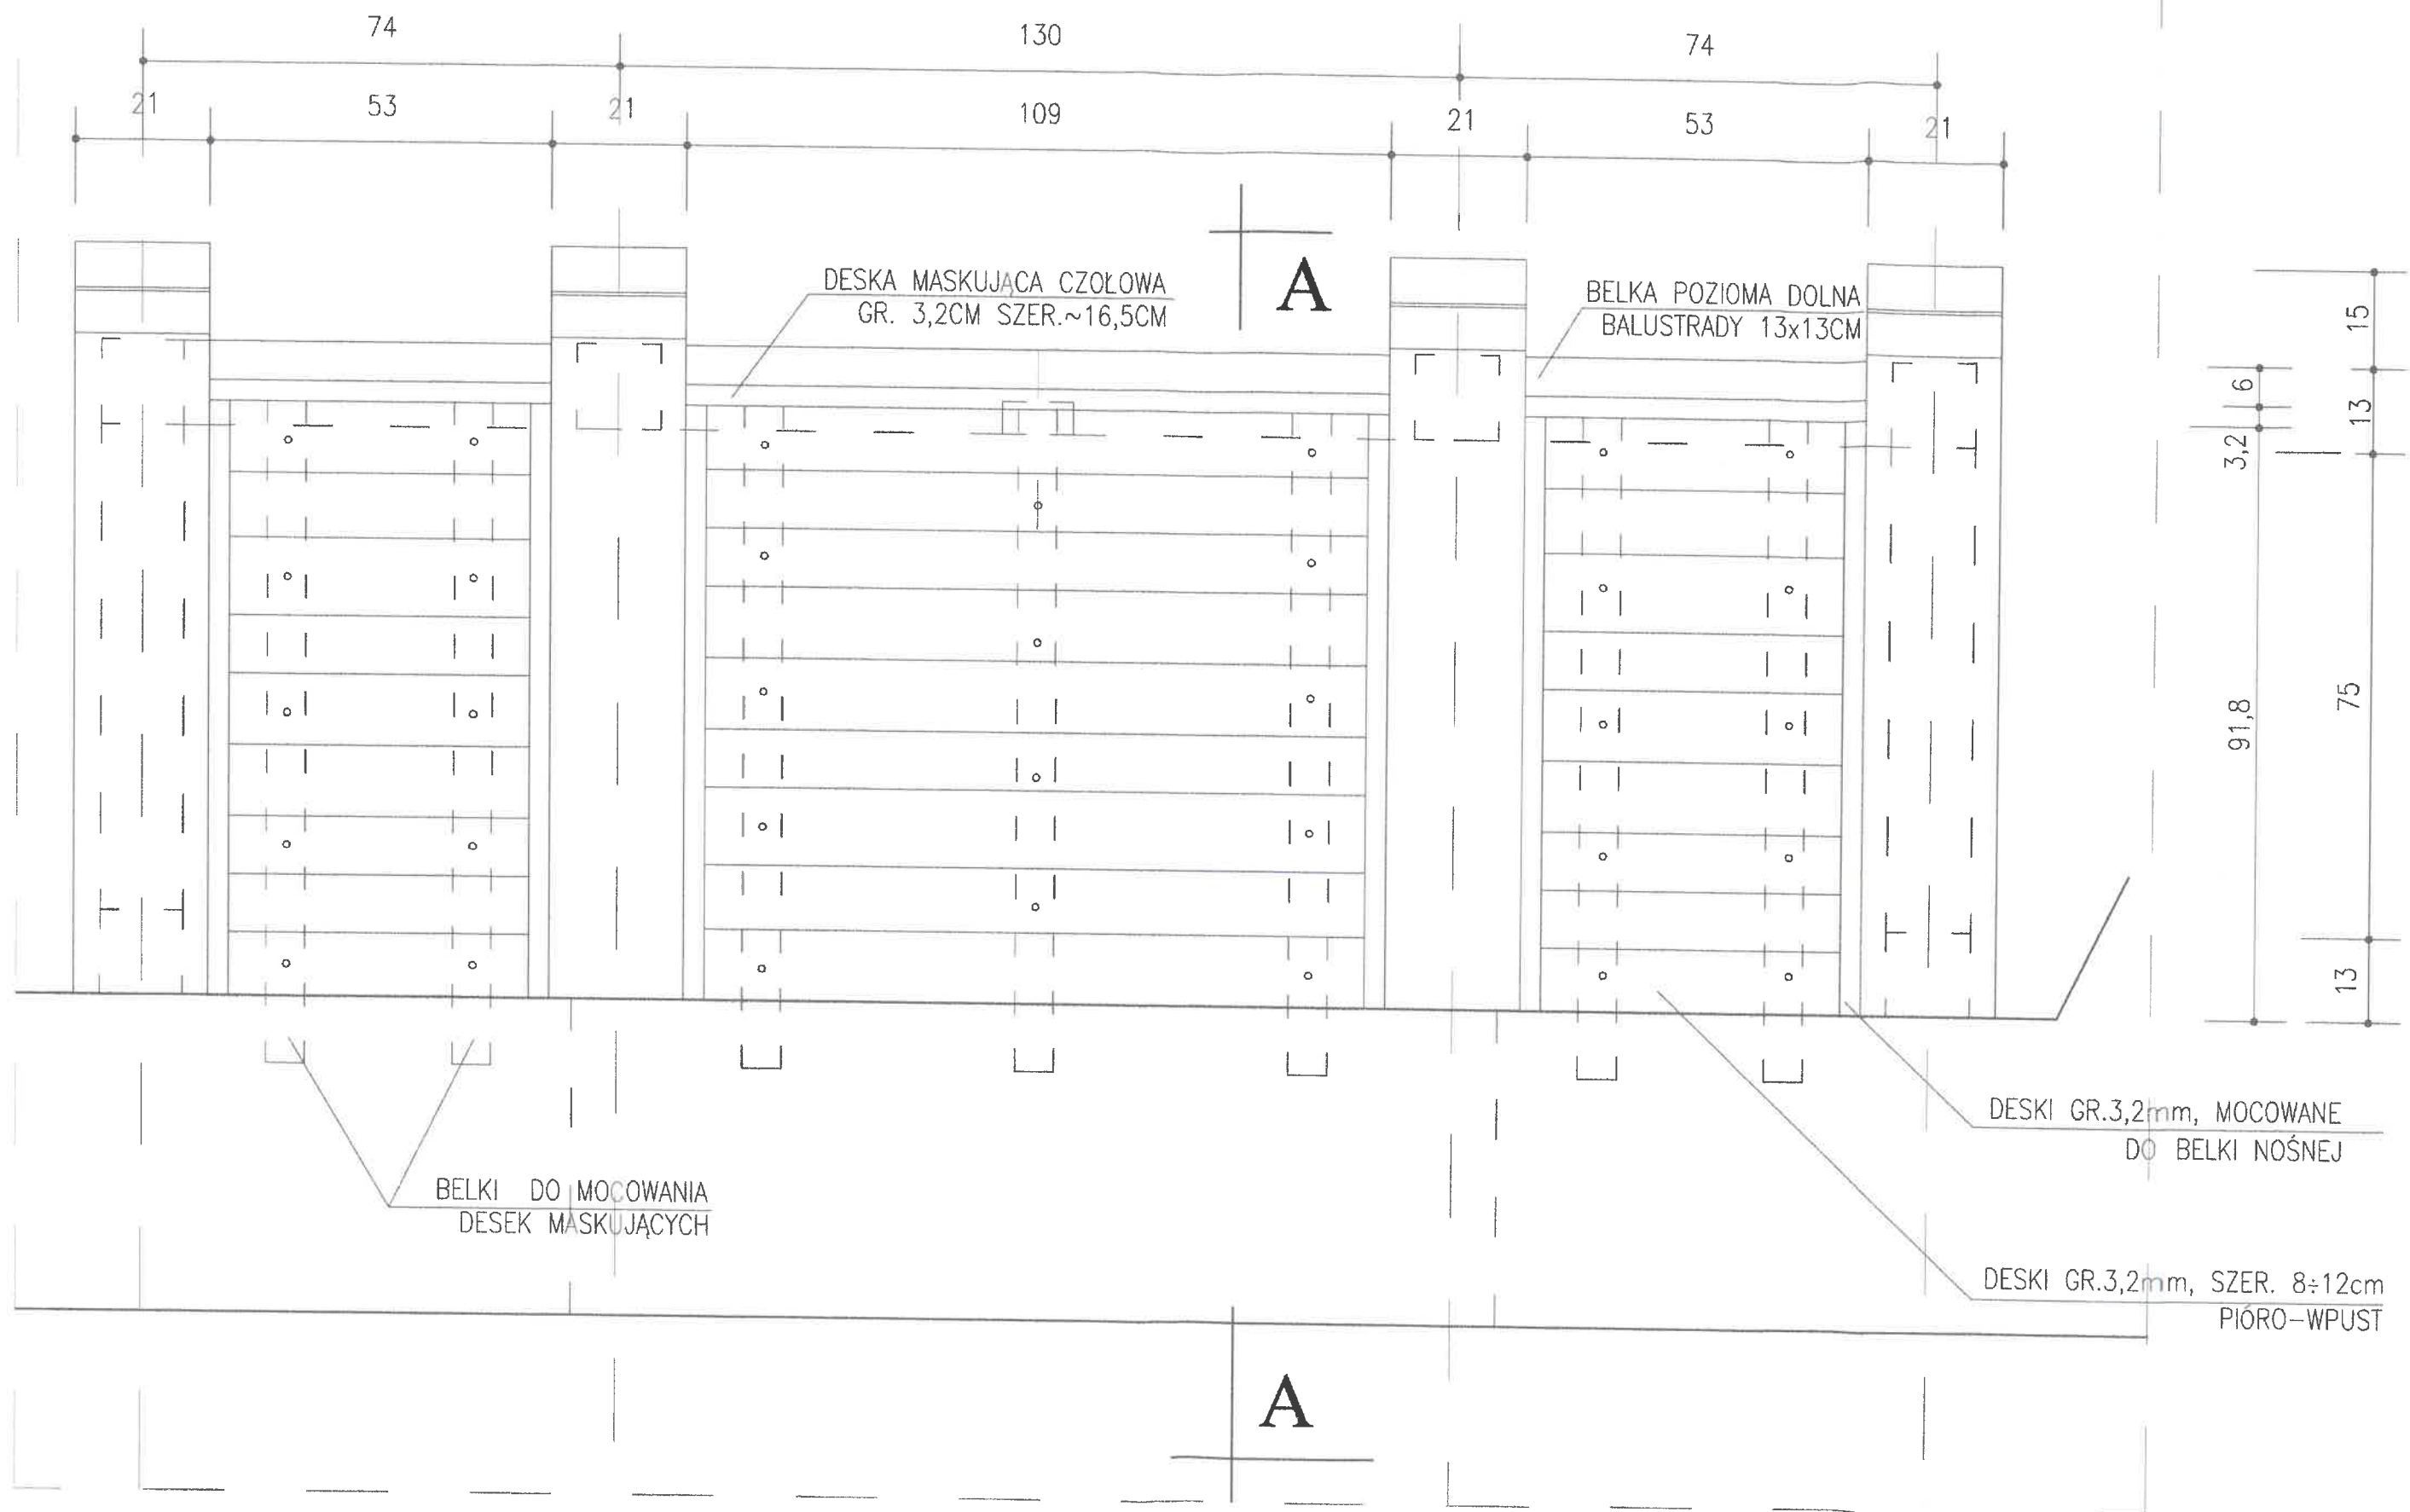 74
130
74
21
53
21
109
21
53
21
A
DESKA MASKUJĄCA CZOŁOWA
GR. 3,2CM SZER.~16,5CM
BELKA POZIOMA DOLNA
BALUSTRADY 13x13CM
15
6
13
3,2
91,8
75
13
DESKI GR.3,2mm, MOCOWANE
DO BELKI NOŚNEJ
BELKI DO MOCOWANIA
DESEK MASKUJĄCYCH
DESKI GR.3,2mm, SZER. 8÷12cm
PIÓRO-WPUST
A